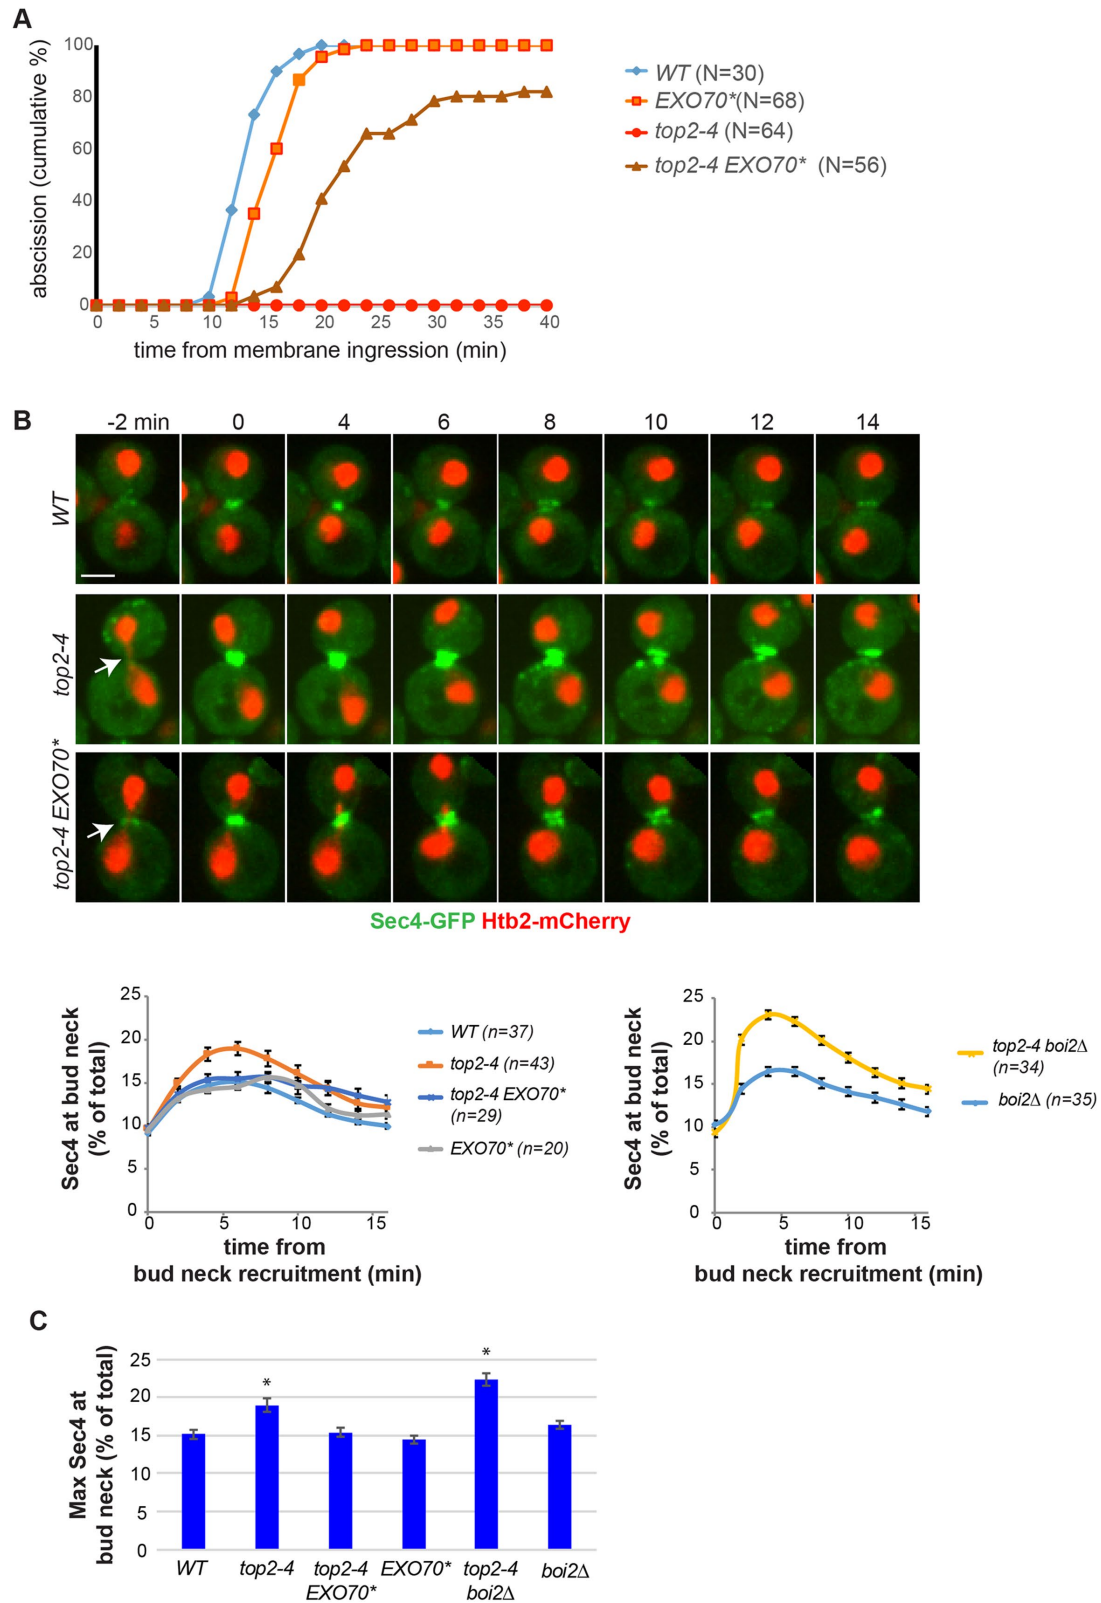 A
abscission (cumulative %)
100
80
60
40
20
0
0 5 10 15 20 25 30 35 40
time from membrane ingression (min)
WT (N=30)
EXO70*(N=68)
top2-4 (N=64)
top2-4 EXO70* (N=56)
B
-2 min 0 4 6 8 10 12 14
WT
top2-4
top2-4 EXO70*
Sec4-GFP Htb2-mCherry
Sec4 at bud neck
(% of total)
25
20
15
10
5
0
0 5 10 15
time from
bud neck recruitment (min)
WT (n=37)
top2-4 (n=43)
top2-4 EXO70*
(n=29)
EXO70* (n=20)
Sec4 at bud neck
(% of total)
25
20
15
10
5
0
0 5 10 15
time from
bud neck recruitment (min)
top2-4 boi2Δ
(n=34)
boi2Δ (n=35)
C
Max Sec4 at
bud neck (% of total)
25
20
15
10
5
0
*
*
WT
top2-4
top2-4
EXO70*
EXO70*
top2-4
boi2Δ
boi2Δ